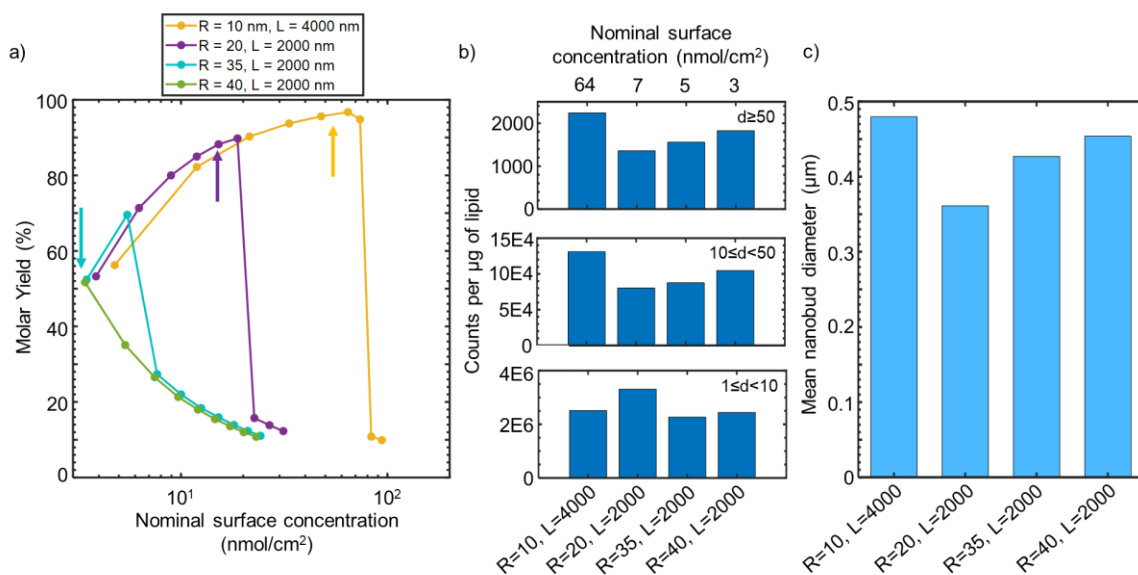 a)
R = 10 nm, L = 4000 nm
R = 20, L = 2000 nm
R = 35, L = 2000 nm
R = 40, L = 2000 nm
100
80
60
40
20
0
Molar Yield (%)
10¹
10²
Nominal surface concentration
(nmol/cm²)
b)
Nominal surface
concentration (nmol/cm²)
64
7
5
3
2000
1000
0
d≥50
15E4
10E4
5E4
0
10≤d<50
6E6
4E6
2E6
0
1≤d<10
Counts per µg of lipid
R=10, L=4000
R=20, L=2000
R=35, L=2000
R=40, L=2000
c)
0.5
0.4
0.3
0.2
0.1
0
Mean nanobud diameter (µm)
R=10, L=4000
R=20, L=2000
R=35, L=2000
R=40, L=2000